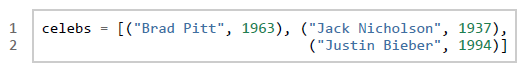 1 celebs = [("Brad Pitt", 1963), ("Jack Nicholson", 1937),
2 ("Justin Bieber", 1994)]